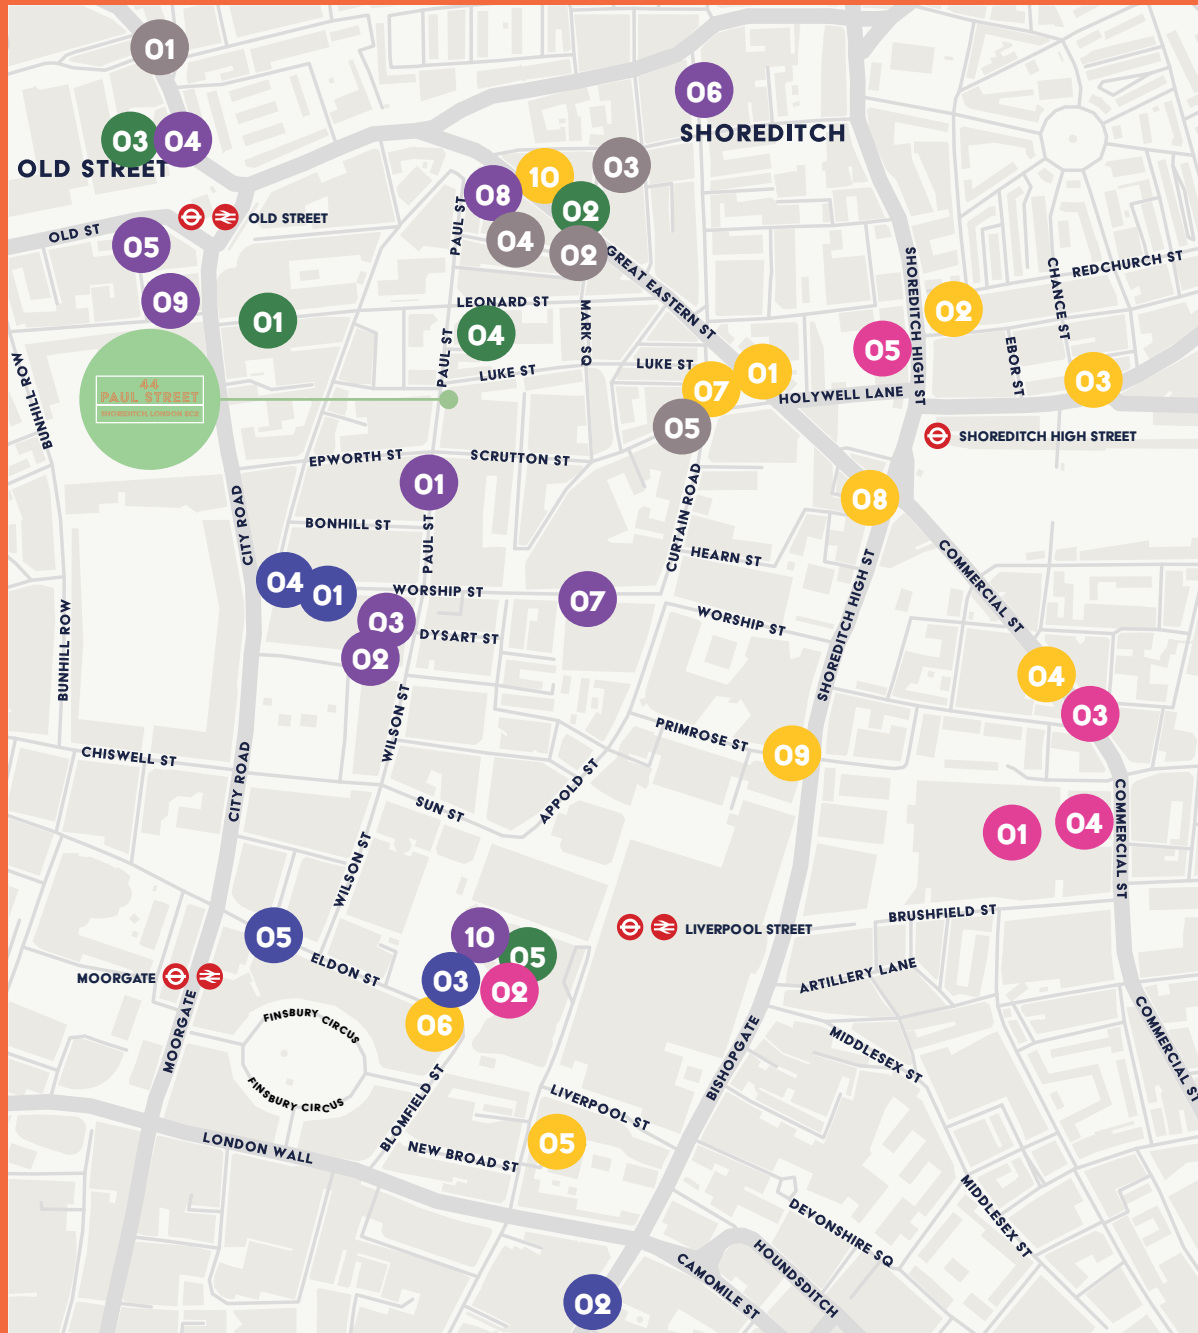 01
06
SHOREDITCH
03
04
OLD STREET
03
10
08
02
OLD STREET
PAUL ST
OLD ST
05
04
02
GREAT EASTERN ST
SHOREDITCH HIGH ST
CHANCE ST
REDCHURCH ST
09
01
LEONARD ST
MARK SQ
02
04
05
EBOR ST
BUNHILL ROW
PAUL ST
LUKE ST
LUKE ST
01
07
03
44
PAUL STREET
SHOREDITCH, LONDON EC2
HOLYWELL LANE
05
SHOREDITCH HIGH STREET
EPWORTH ST
SCRUTTON ST
01
08
CITY ROAD
BONHILL ST
PAUL ST
CURTAIN ROAD
HEARN ST
COMMERCIAL ST
04
01
WORSHIP ST
07
03
DYSART ST
WORSHIP ST
SHOREDITCH HIGH ST
BUNHILL ROW
02
04
03
WILSON ST
PRIMROSE ST
09
CHISWELL ST
CITY ROAD
SUN ST
APPOLD ST
01
04
COMMERCIAL ST
WILSON ST
BRUSHFIELD ST
05
10
LIVERPOOL STREET
05
ELDON ST
03
02
MOORGATE
ARTILLERY LANE
06
FINSBURY CIRCUS
MOORGATE
BISHOPGATE
MIDDLESEX ST
COMMERCIAL ST
FINSBURY CIRCUS
BLOMFIELD ST
LIVERPOOL ST
LONDON WALL
NEW BROAD ST
05
MIDDLESEX ST
DEVONSHIRE SQ
HOUNDSDITCH
CAMOMILE ST
02